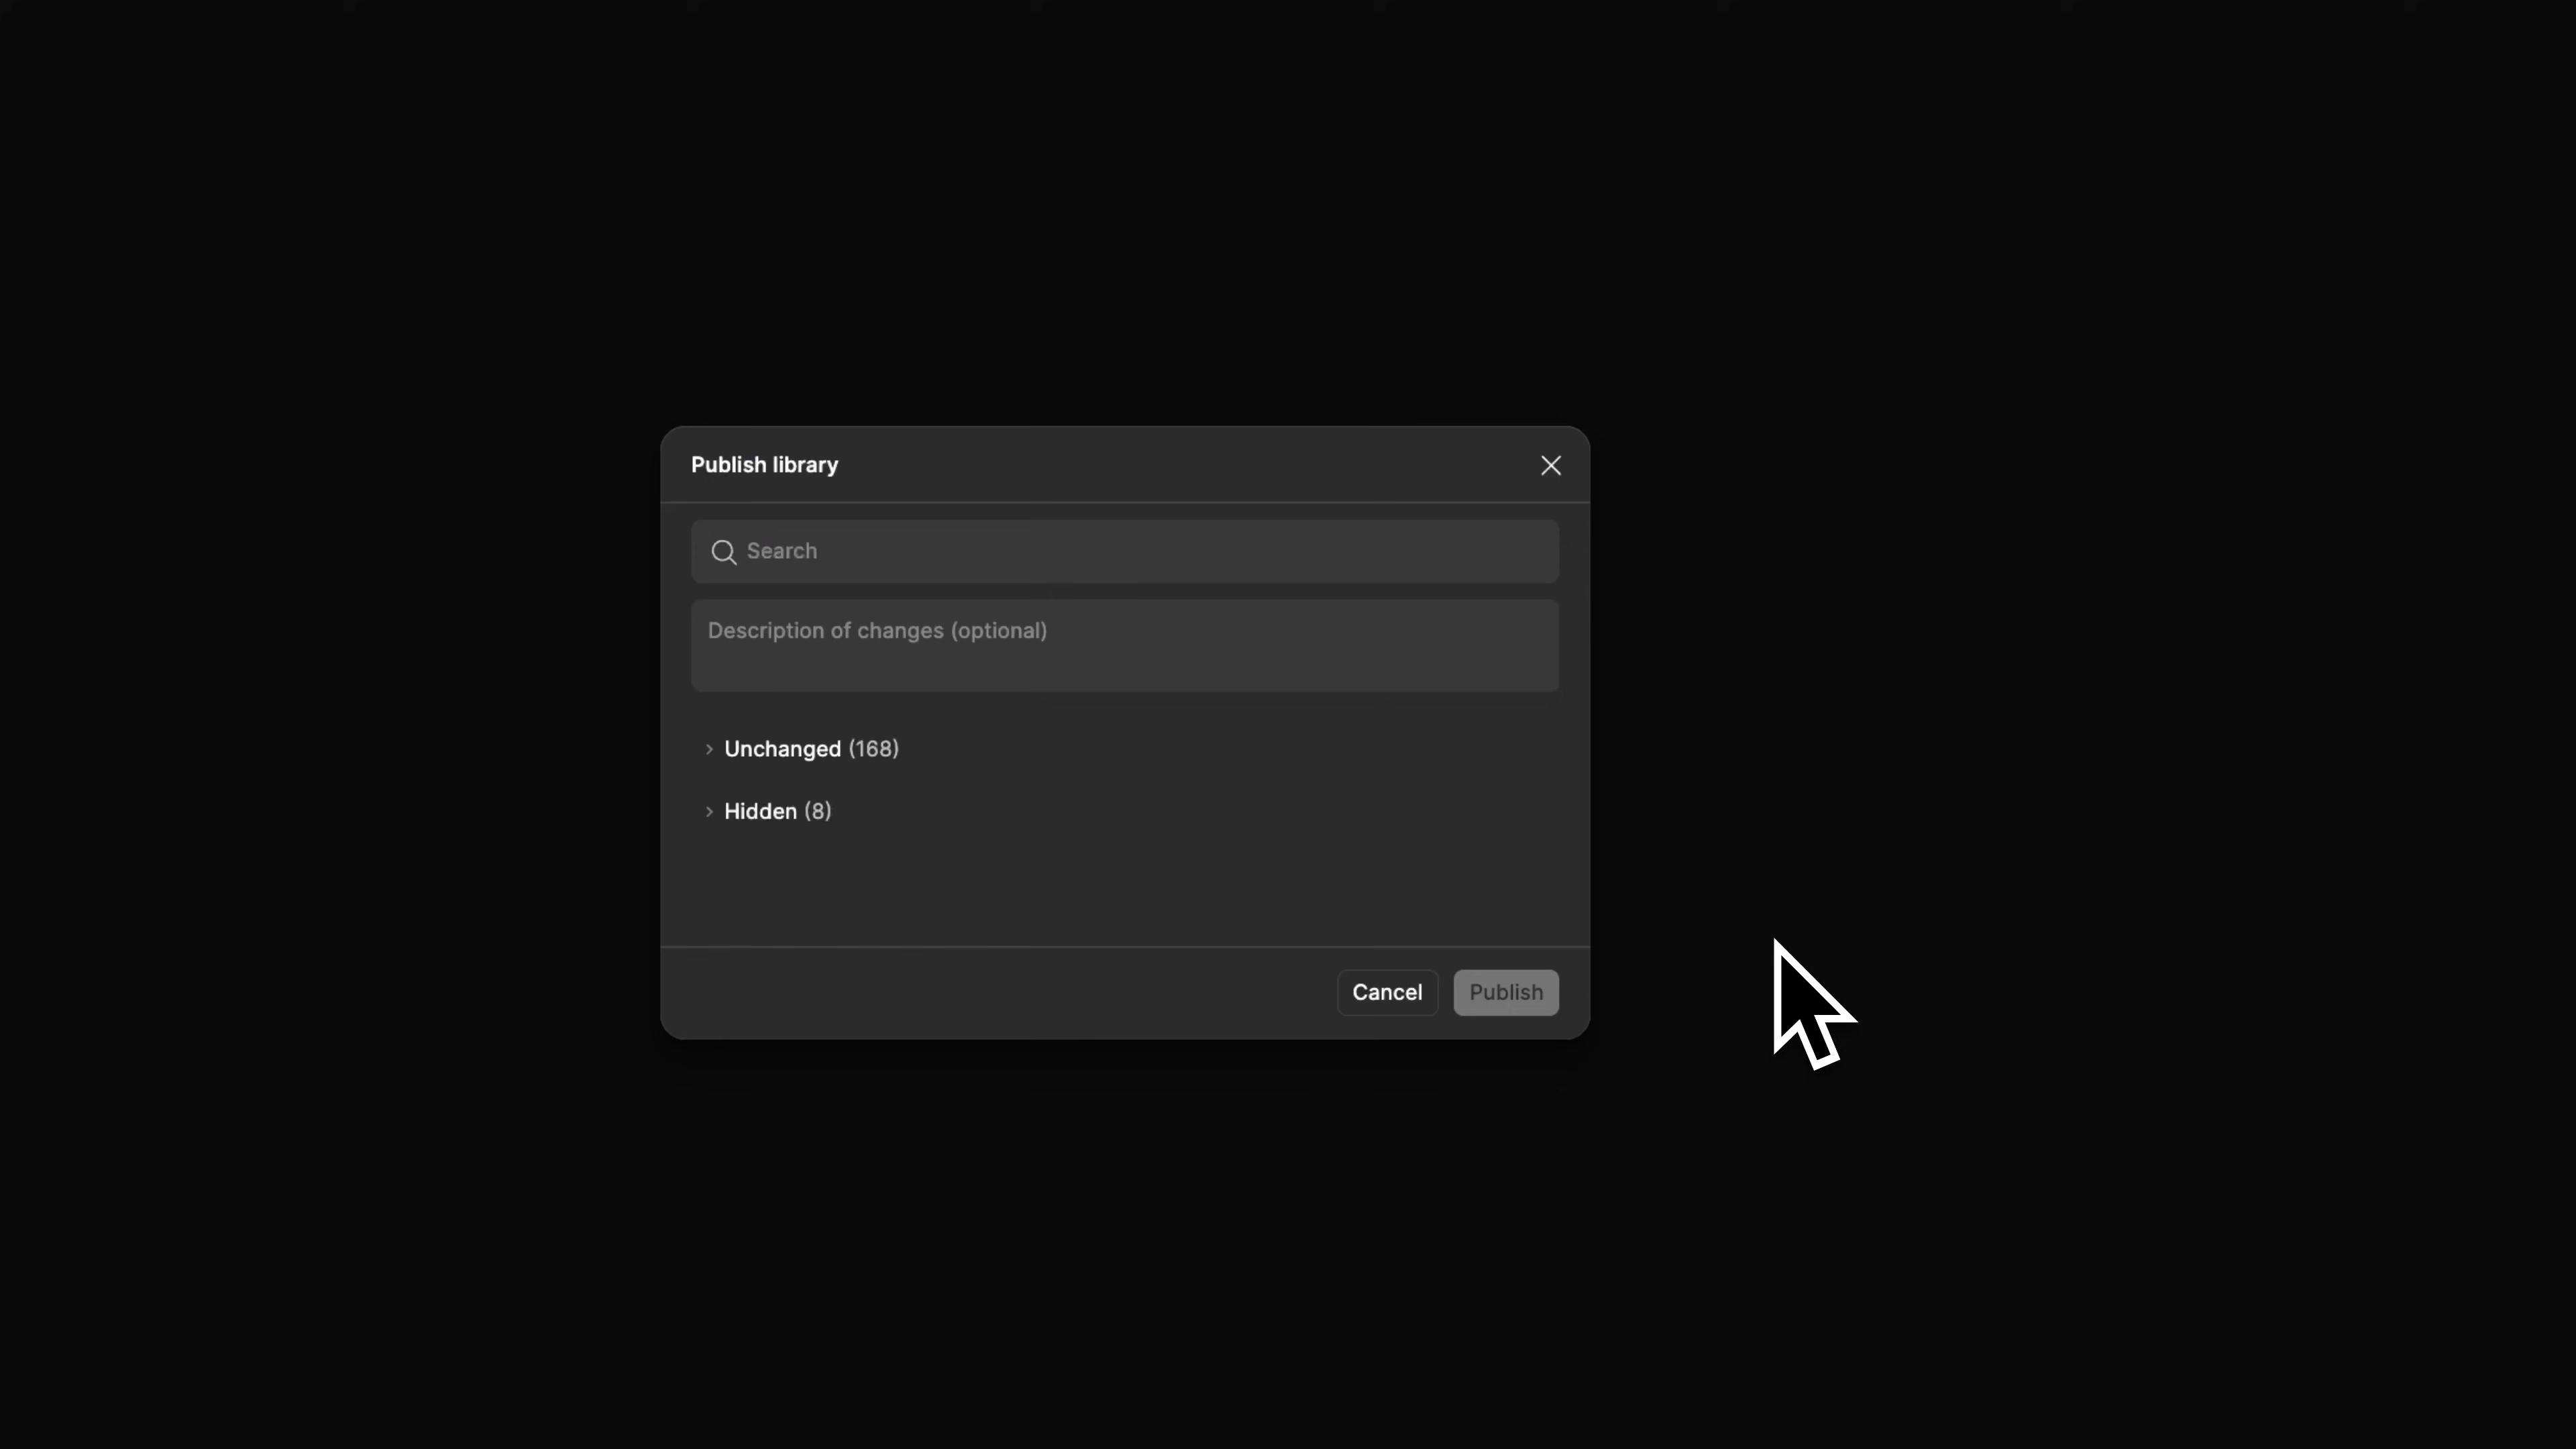 Publish library
Search
Description of changes (optional)
Unchanged (168)
Hidden (8)
Cancel Publish